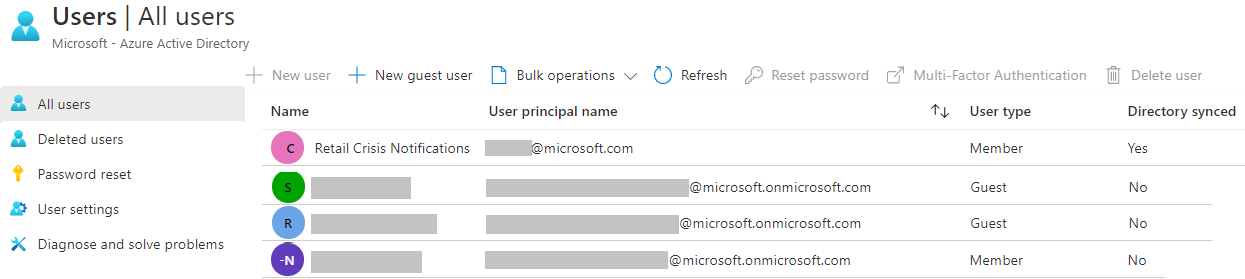 Users | All users
Microsoft - Azure Active Directory
New user New guest user Bulk operations Refresh Reset password Multi-Factor Authentication Delete user
All users
Deleted users
Password reset
User settings
Diagnose and solve problems
Name User principal name User type Directory synced
C Retail Crisis Notifications @microsoft.com Member Yes
S @microsoft.onmicrosoft.com Guest No
R @microsoft.onmicrosoft.com Guest No
-N @microsoft.onmicrosoft.com Member No